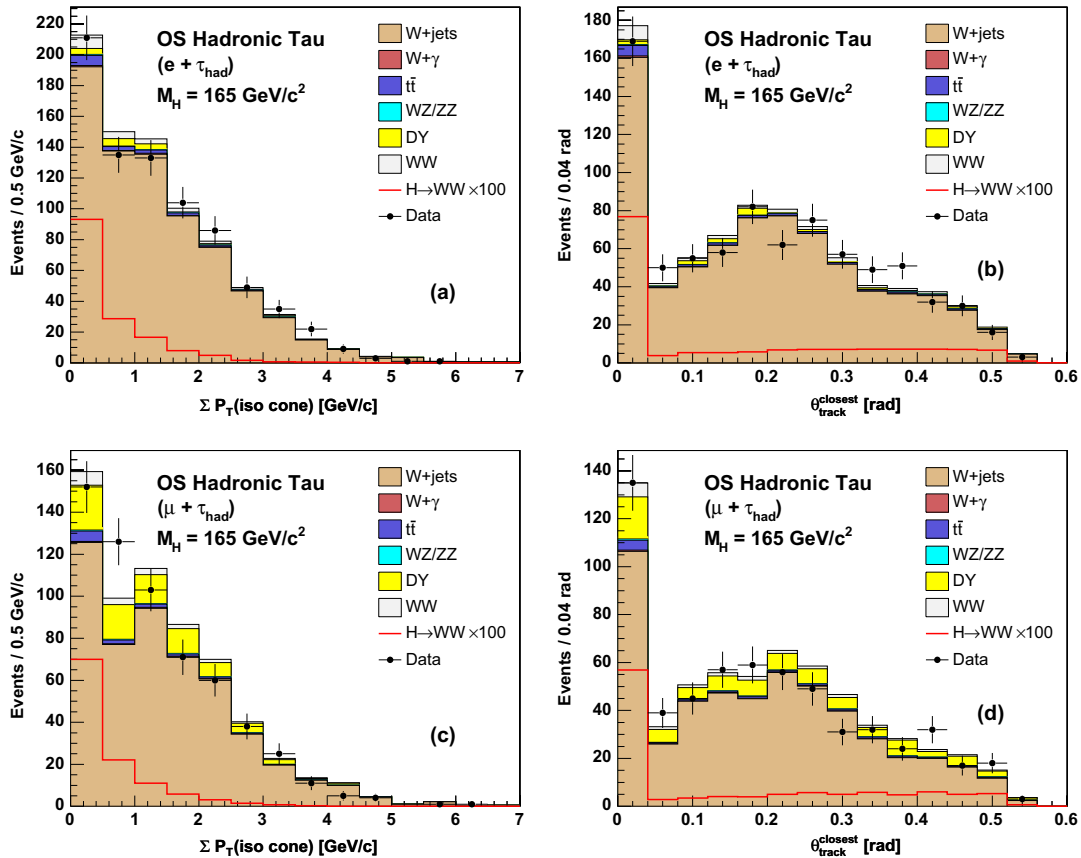 Events / 0.5 GeV/c
220
200
180
160
140
120
100
80
60
40
20
0
OS Hadronic Tau
(e + τhad)
MH = 165 GeV/c²
W+jets
W+γ
tt̄
WZ/ZZ
DY
WW
H→WW ×100
Data
(a)
0 1 2 3 4 5 6 7
Σ PT(iso cone) [GeV/c]
Events / 0.04 rad
180
160
140
120
100
80
60
40
20
0
OS Hadronic Tau
(e + τhad)
MH = 165 GeV/c²
W+jets
W+γ
tt̄
WZ/ZZ
DY
WW
H→WW ×100
Data
(b)
0 0.1 0.2 0.3 0.4 0.5 0.6
θ closest track [rad]
Events / 0.5 GeV/c
160
140
120
100
80
60
40
20
0
OS Hadronic Tau
(μ + τhad)
MH = 165 GeV/c²
W+jets
W+γ
tt̄
WZ/ZZ
DY
WW
H→WW ×100
Data
(c)
0 1 2 3 4 5 6 7
Σ PT(iso cone) [GeV/c]
Events / 0.04 rad
140
120
100
80
60
40
20
0
OS Hadronic Tau
(μ + τhad)
MH = 165 GeV/c²
W+jets
W+γ
tt̄
WZ/ZZ
DY
WW
H→WW ×100
Data
(d)
0 0.1 0.2 0.3 0.4 0.5 0.6
θ closest track [rad]